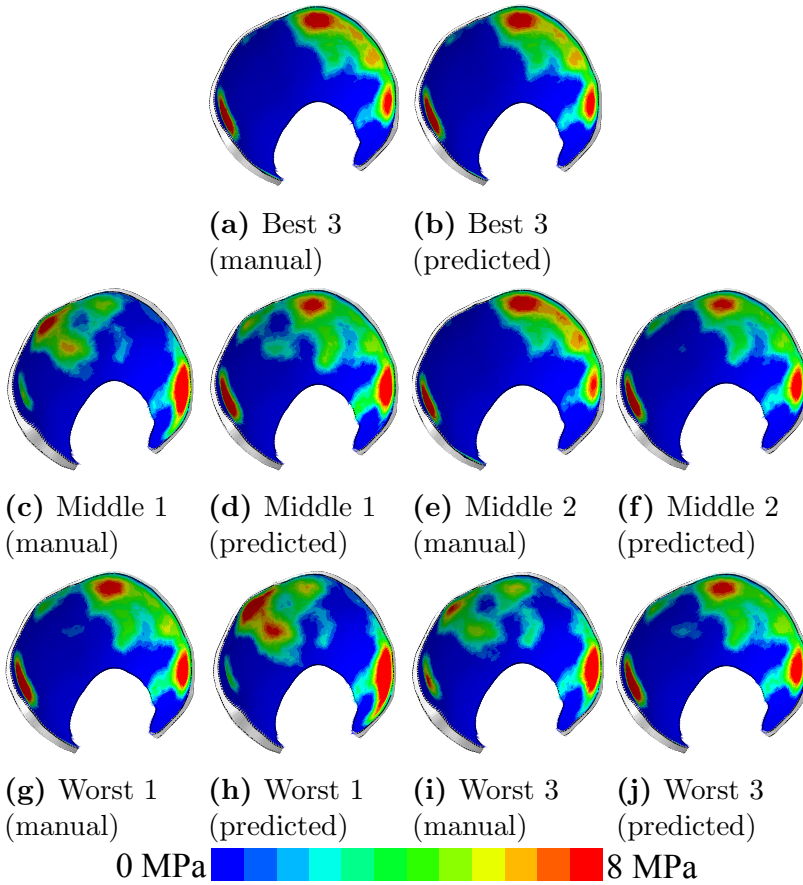 (a) Best 3 (b) Best 3
(manual) (predicted)
(c) Middle 1 (d) Middle 1 (e) Middle 2 (f) Middle 2
(manual) (predicted) (manual) (predicted)
(g) Worst 1 (h) Worst 1 (i) Worst 3 (j) Worst 3
(manual) (predicted) (manual) (predicted)
0 MPa 8 MPa